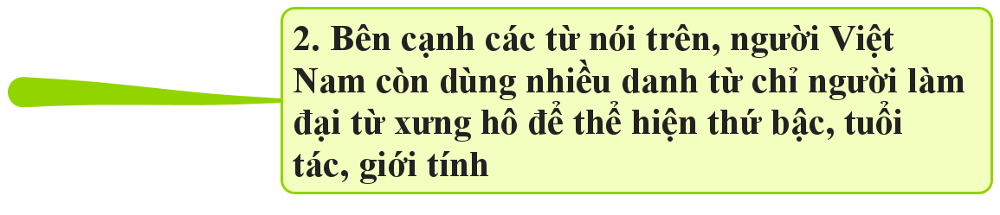 2. Bên cạnh các từ nói trên, người Việt
Nam còn dùng nhiều danh từ chỉ người làm
đại từ xưng hô để thể hiện thứ bậc, tuổi
tác, giới tính